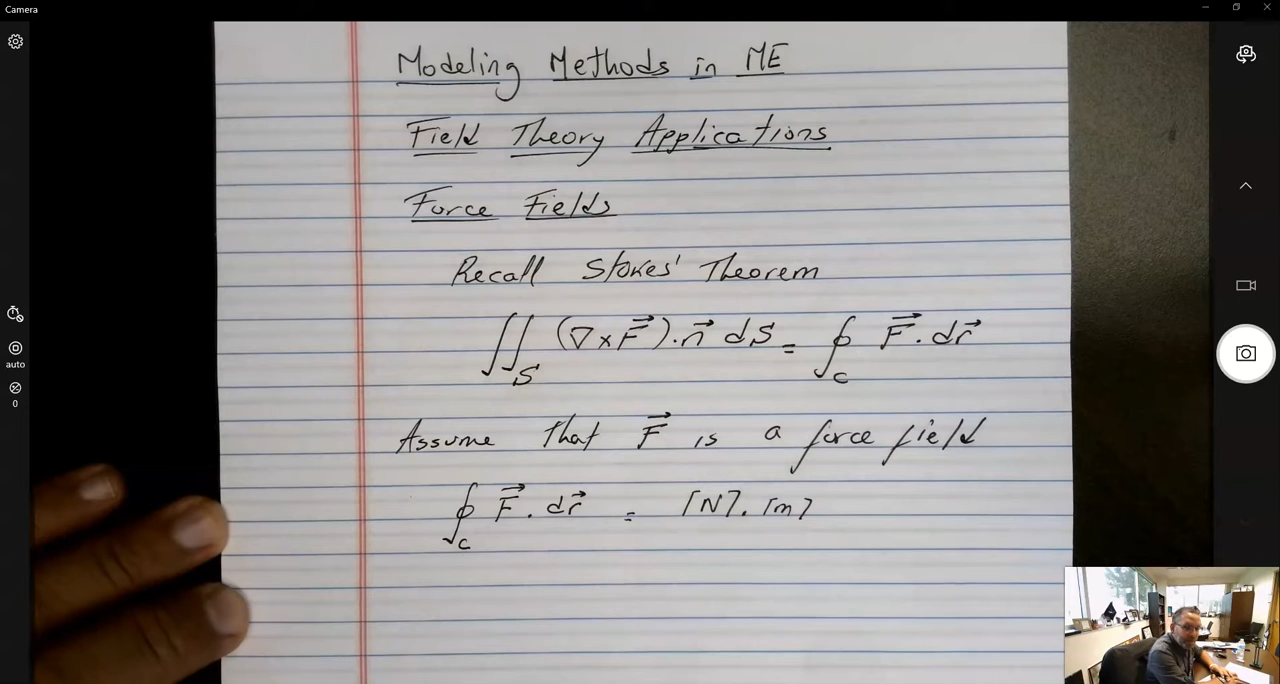 Camera
Modeling Methods in ME
Field Theory Applications
Force Fields
Recall Stokes' Theorem
∬_S (∇×F⃗)·n⃗ dS = ∮_C F⃗·dr⃗
Assume that F⃗ is a force field
∮_C F⃗·dr⃗ = [N].[m]
auto
0